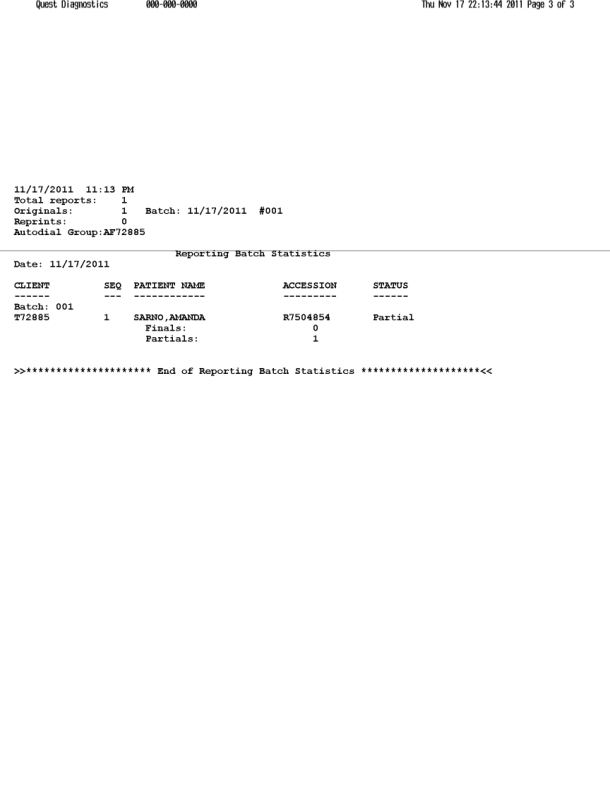 Quest Diagnostics 000-000-0000 Thu Nov 17 22:13:44 2011 Page 3 of 3
11/17/2011 11:13 PM
Total reports: 1
Originals: 1 Batch: 11/17/2011 #001
Reprints: 0
Autodial Group:AF72885
Reporting Batch Statistics
Date: 11/17/2011
CLIENT SEQ PATIENT NAME ACCESSION STATUS
------ --- ------------ --------- ------
Batch: 001
T72885 1 SARNO,AMANDA R7504854 Partial
Finals: 0
Partials: 1
>>********************* End of Reporting Batch Statistics ********************<<